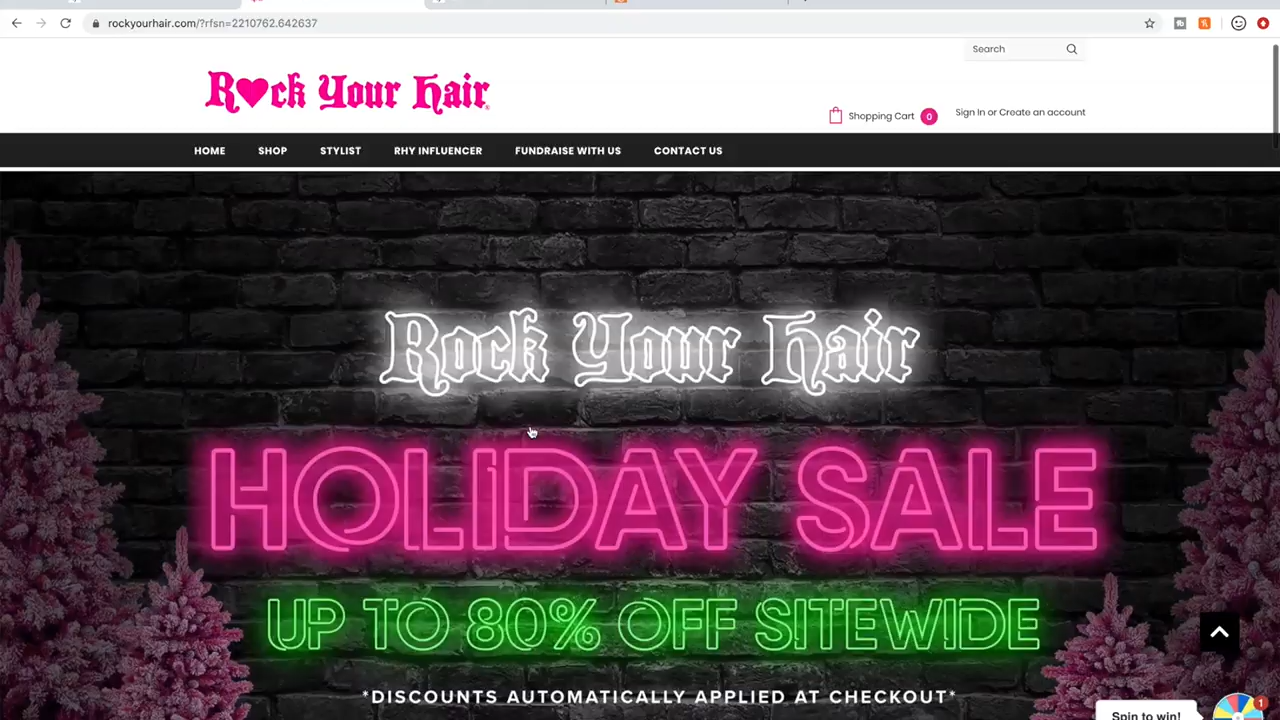 rockyourhair.com/?rfsn=2210762.642637
Search
Rock Your Hair
Shopping Cart 0
Sign In or Create an account
HOME SHOP STYLIST RHY INFLUENCER FUNDRAISE WITH US CONTACT US
Rock Your Hair
HOLIDAY SALE
UP TO 80% OFF SITEWIDE
*DISCOUNTS AUTOMATICALLY APPLIED AT CHECKOUT*
Spin to win!
1